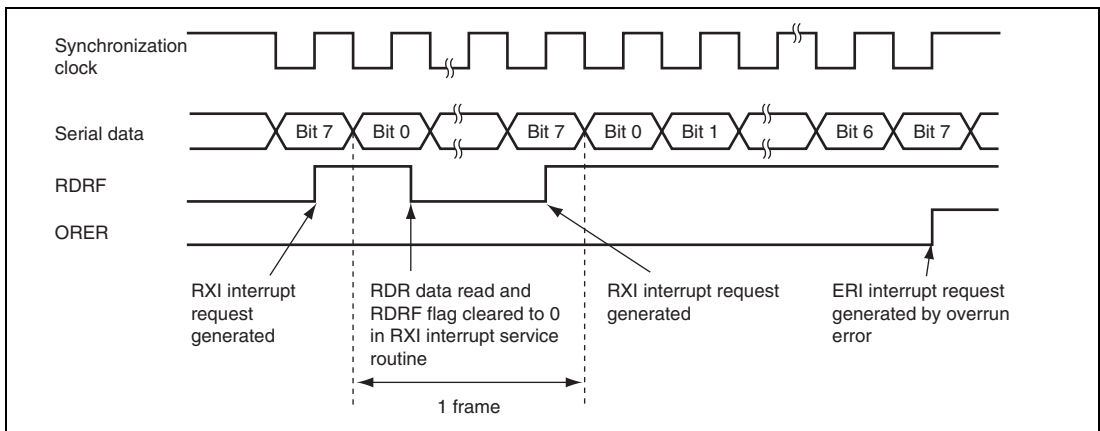 Synchronization
clock
Serial data
Bit 7
Bit 0
Bit 7
Bit 0
Bit 1
Bit 6
Bit 7
RDRF
ORER
RXI interrupt
request
generated
RDR data read and
RDRF flag cleared to 0
in RXI interrupt service
routine
RXI interrupt request
generated
ERI interrupt request
generated by overrun
error
1 frame